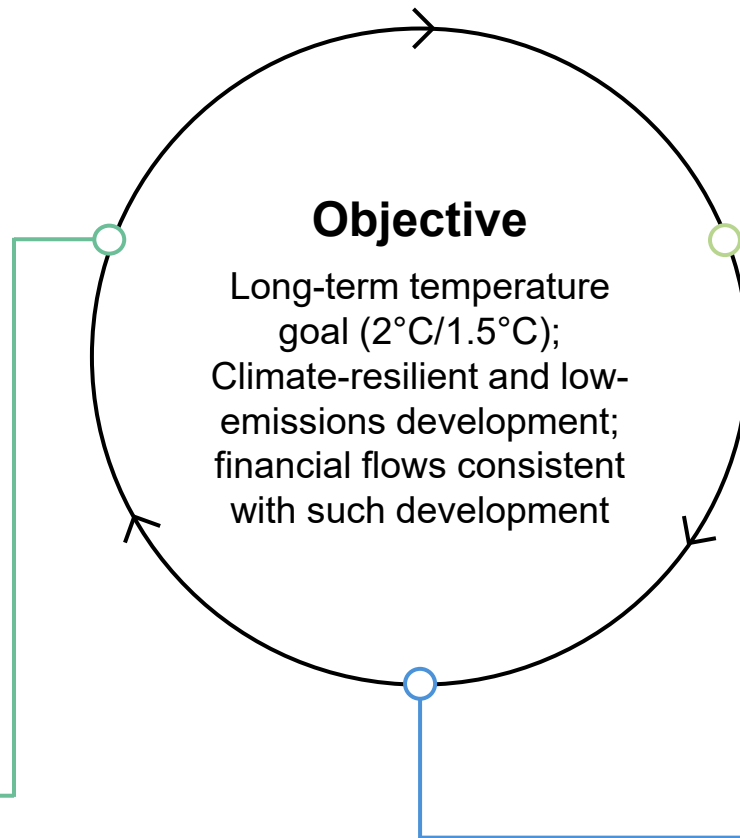 Objective
Long-term temperature
goal (2°C/1.5°C);
Climate-resilient and low-
emissions development;
financial flows consistent
with such development